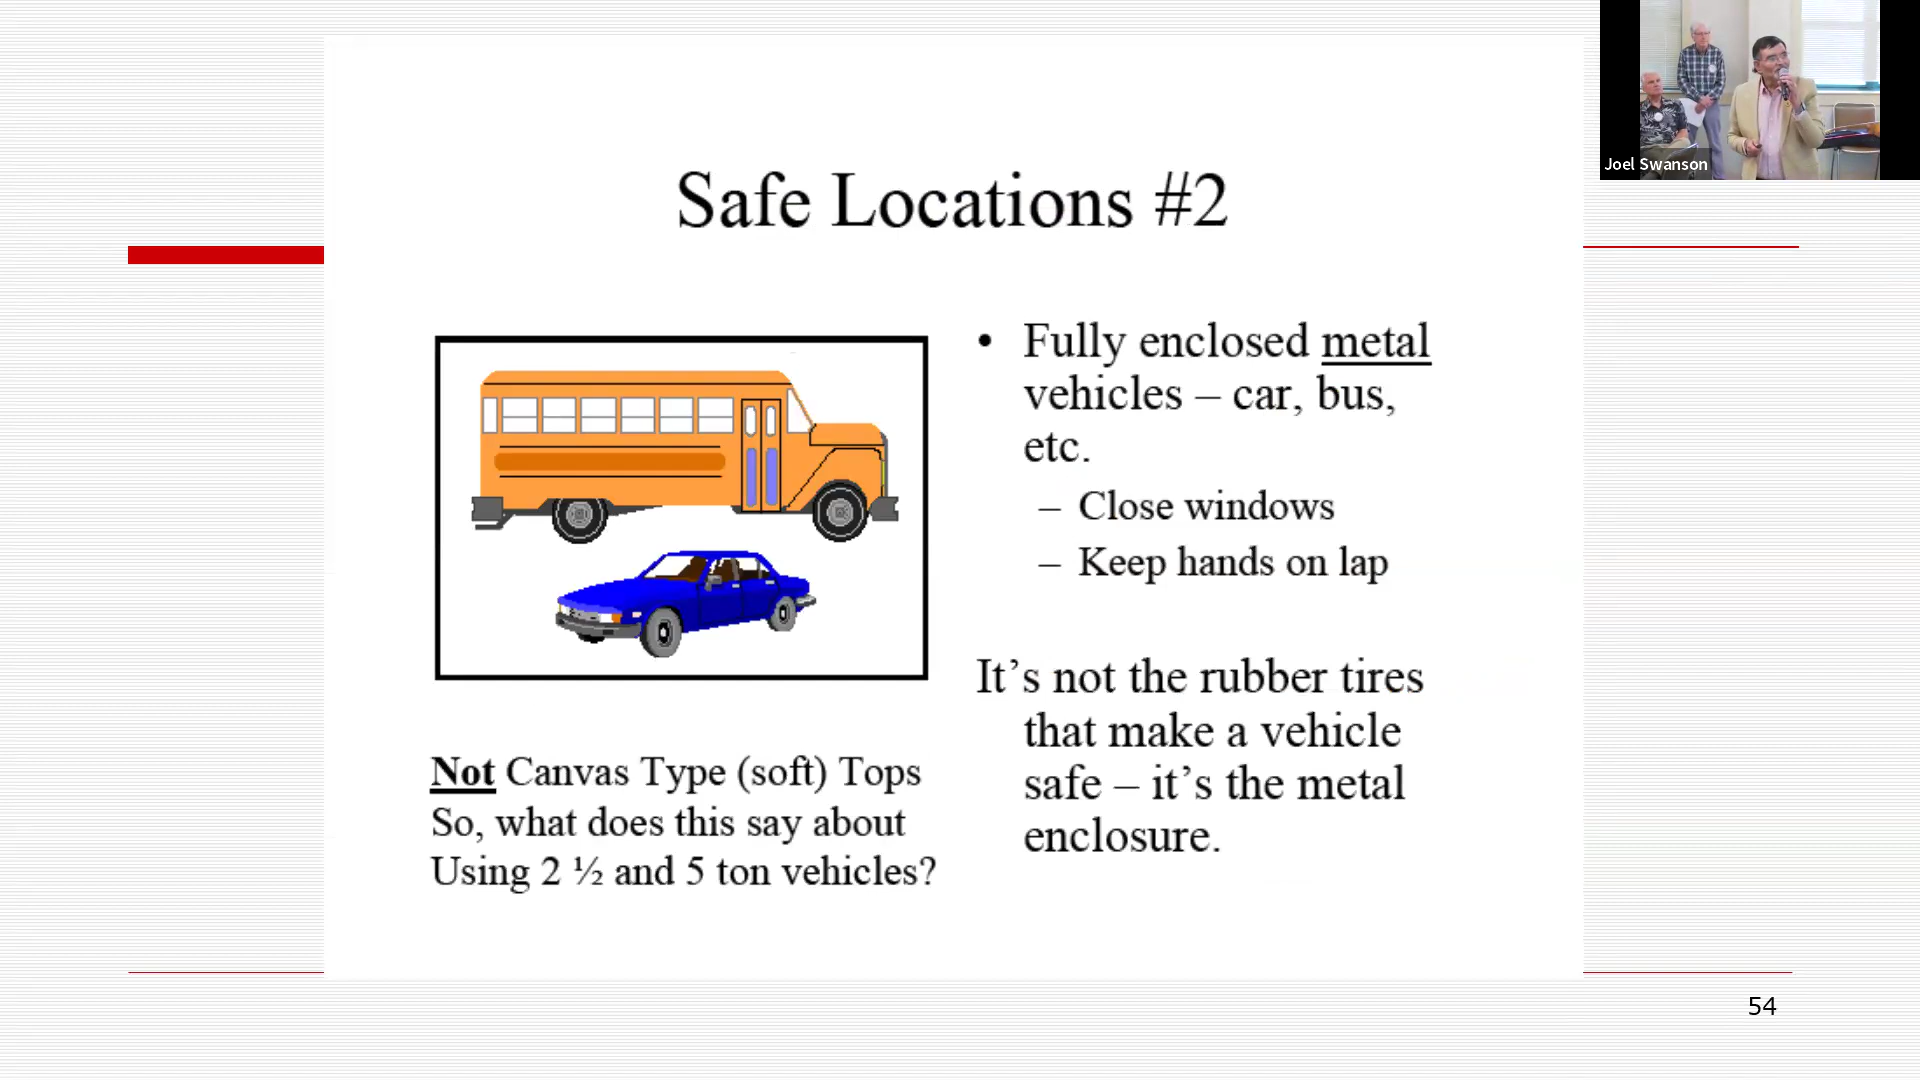 Joel Swanson
Safe Locations #2
• Fully enclosed metal
vehicles – car, bus,
etc.
– Close windows
– Keep hands on lap
It’s not the rubber tires
that make a vehicle
safe – it’s the metal
enclosure.
Not Canvas Type (soft) Tops
So, what does this say about
Using 2 ½ and 5 ton vehicles?
54